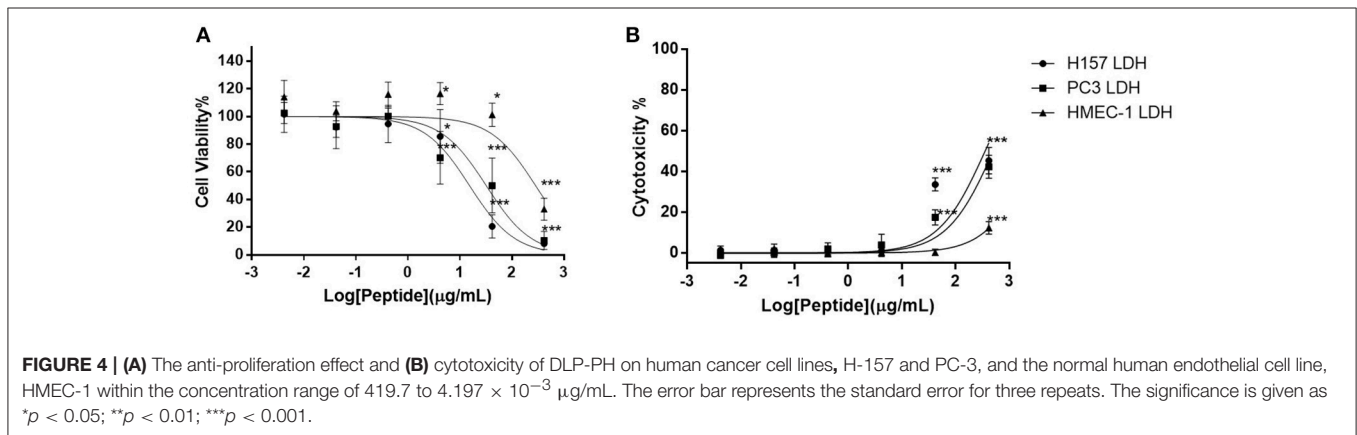 A
B
140
120
100
80
60
40
20
0
Cell Viability%
*
*
*
***
***
***
***
***
-3 -2 -1 0 1 2 3
Log[Peptide](μg/mL)
100
80
60
40
20
0
Cytotoxicity %
***
***
***
***
-3 -2 -1 0 1 2 3
Log[Peptide](μg/mL)
H157 LDH
PC3 LDH
HMEC-1 LDH
FIGURE 4 | (A) The anti-proliferation effect and (B) cytotoxicity of DLP-PH on human cancer cell lines, H-157 and PC-3, and the normal human endothelial cell line,
HMEC-1 within the concentration range of 419.7 to 4.197 × 10−3 μg/mL. The error bar represents the standard error for three repeats. The significance is given as
*p < 0.05; **p < 0.01; ***p < 0.001.